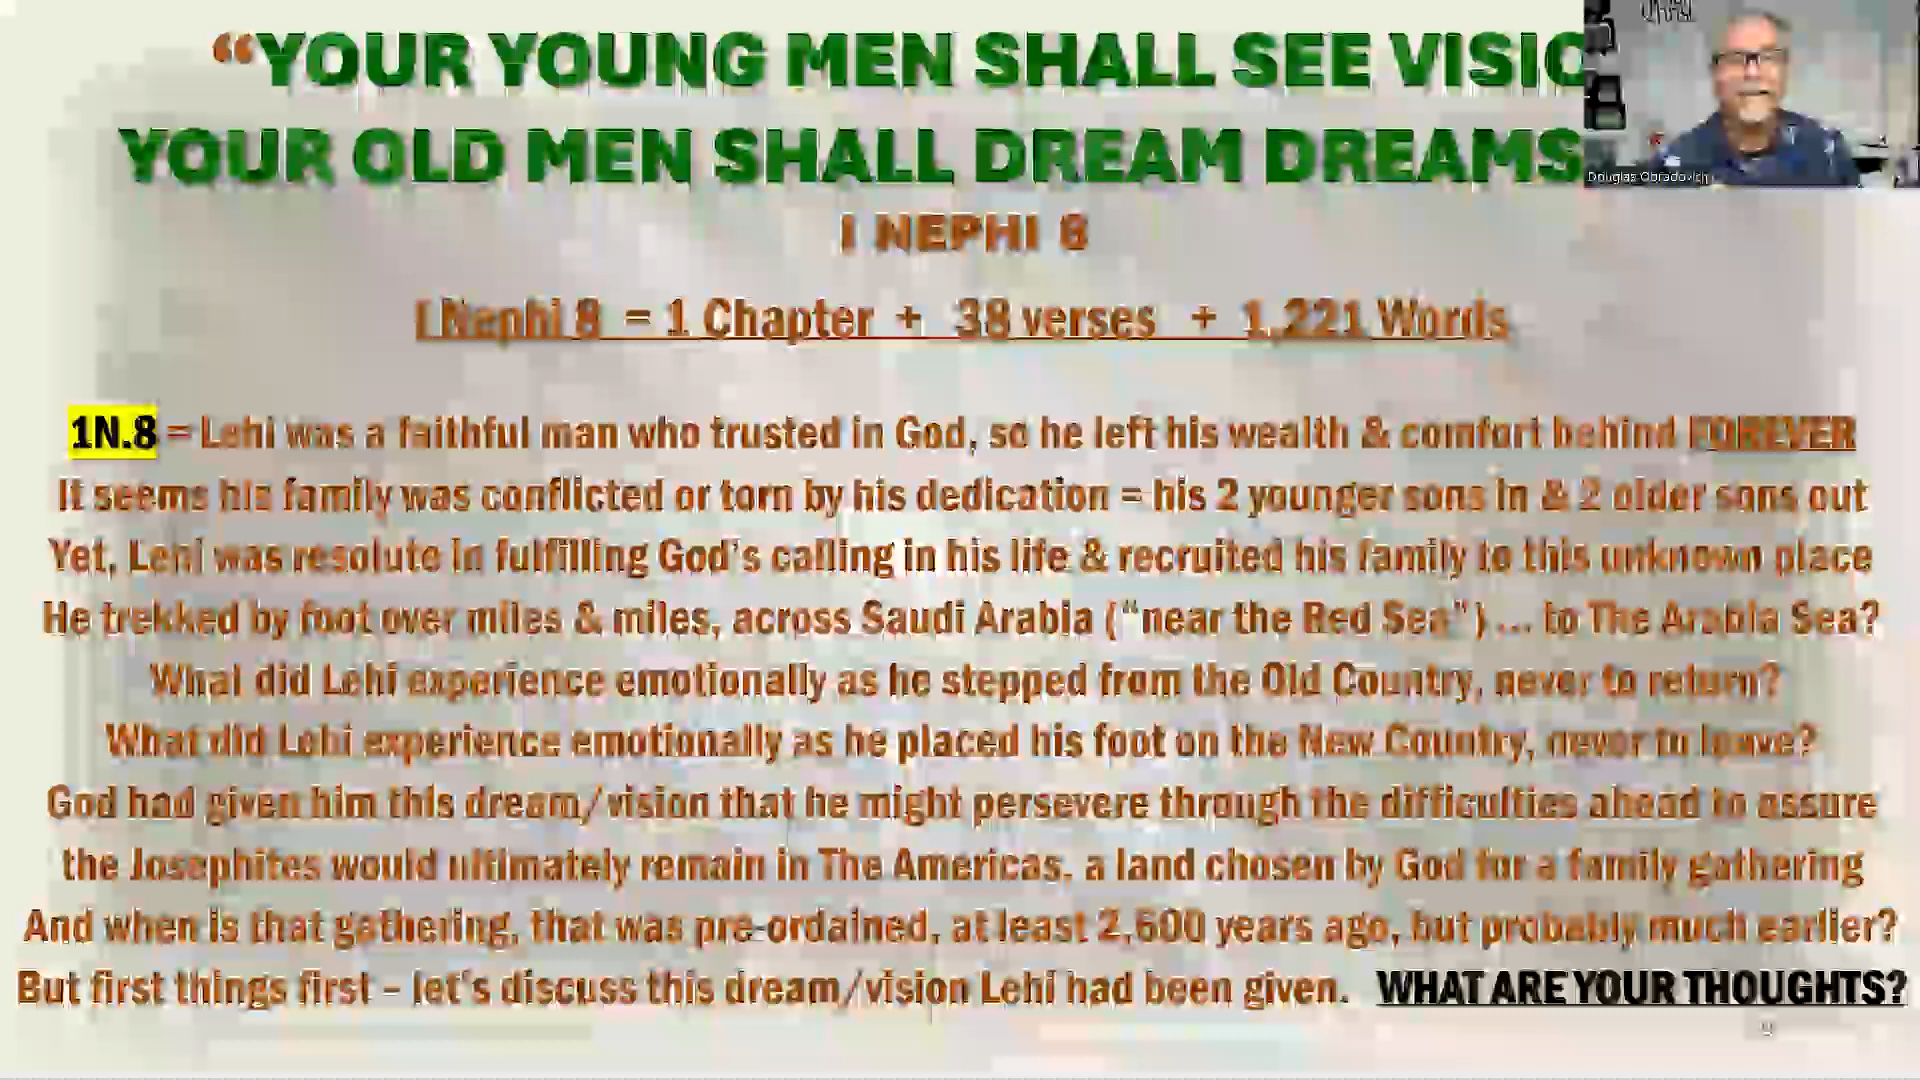 “YOUR YOUNG MEN SHALL SEE VISIO
YOUR OLD MEN SHALL DREAM DREAMS
Douglas Obradovich
I NEPHI 8
I Nephi 8 = 1 Chapter + 38 verses + 1,221 Words
1N.8 = Lehi was a faithful man who trusted in God, so he left his wealth & comfort behind FOREVER
It seems his family was conflicted or torn by his dedication = his 2 younger sons in & 2 older sons out
Yet, Lehi was resolute in fulfilling God's calling in his life & recruited his family to this unknown place
He trekked by foot over miles & miles, across Saudi Arabia (“near the Red Sea”) ... to The Arabia Sea?
What did Lehi experience emotionally as he stepped from the Old Country, never to return?
What did Lehi experience emotionally as he placed his foot on the New Country, never to leave?
God had given him this dream/vision that he might persevere through the difficulties ahead to assure
the Josephites would ultimately remain in The Americas, a land chosen by God for a family gathering
And when is that gathering, that was pre-ordained, at least 2,600 years ago, but probably much earlier?
But first things first – let's discuss this dream/vision Lehi had been given. WHAT ARE YOUR THOUGHTS?